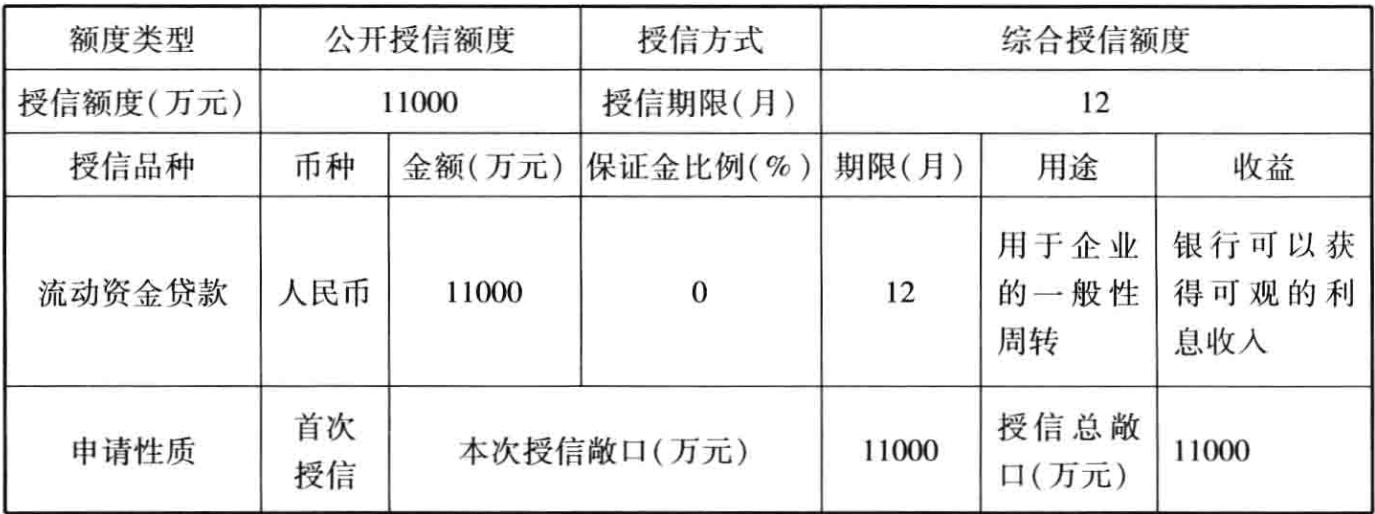 额度类型 公开授信额度 授信方式 综合授信额度
授信额度(万元) 11000 授信期限(月) 12
授信品种 币种 金额(万元) 保证金比例(%) 期限(月) 用途 收益
流动资金贷款 人民币 11000 0 12
用于企业
的一般性
周转
银行可以获
得可观的利
息收入
申请性质
首次
授信
本次授信敞口(万元) 11000
授信总敞
口(万元)
11000